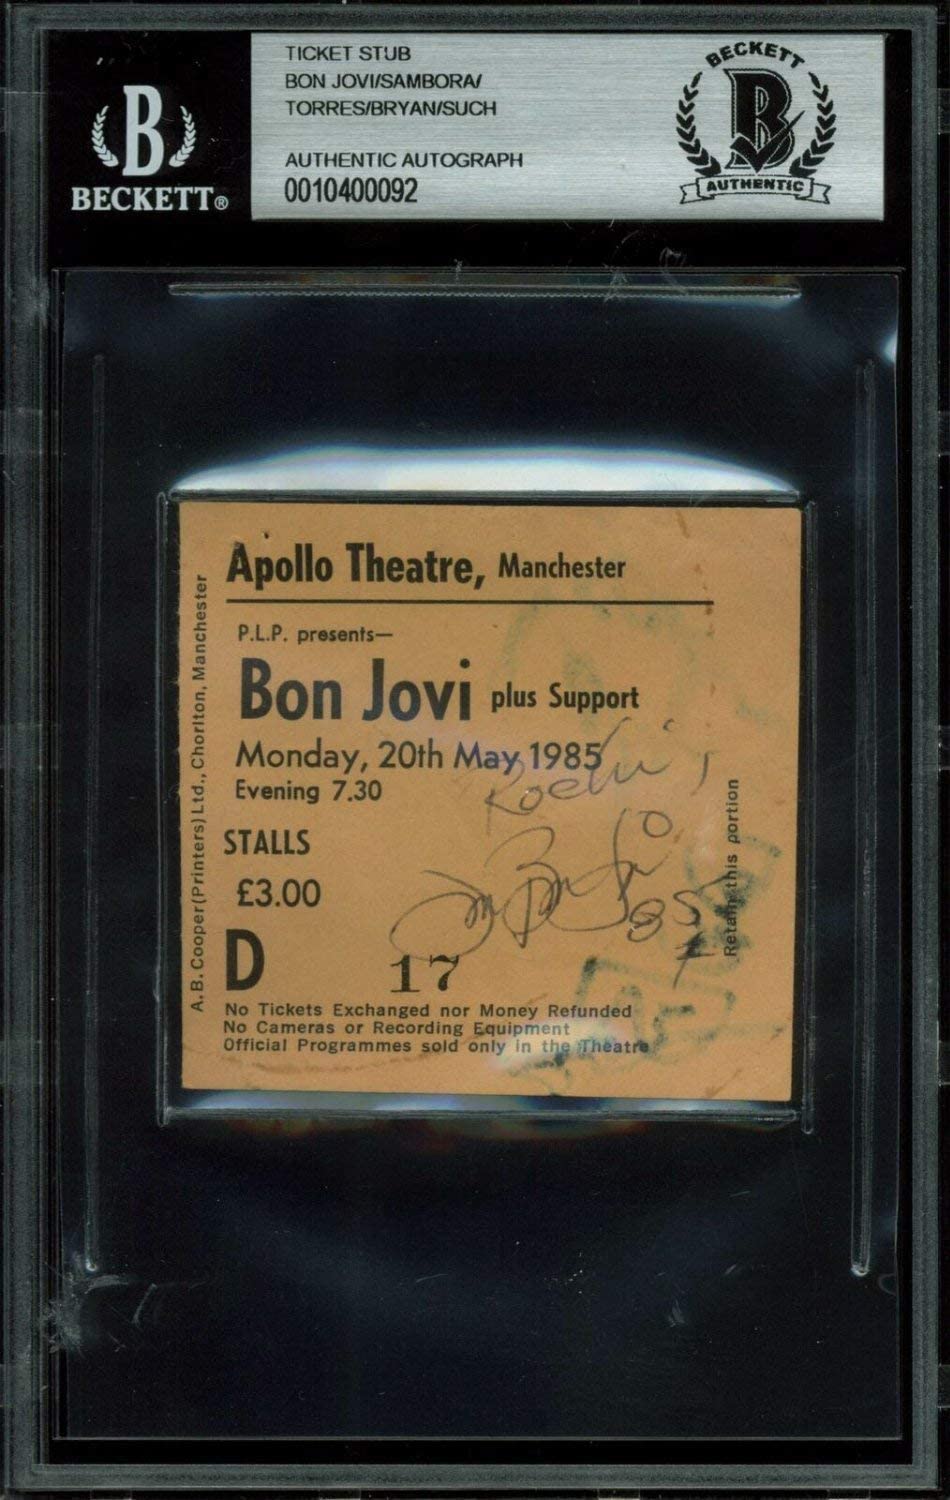 TICKET STUB
BON JOVI/SAMBORA/
TORRES/BRYAN/SUCH
AUTHENTIC AUTOGRAPH
0010400092
B
BECKETT®
BECKETT
B
AUTHENTIC
Apollo Theatre, Manchester
P.L.P. presents—
Bon Jovi plus Support
Monday, 20th May 1985
Evening 7.30
STALLS
£3.00
D 17
No Tickets Exchanged nor Money Refunded
No Cameras or Recording Equipment
Official Programmes sold only in the Theatre
A.B. Cooper (Printers) Ltd., Chorlton, Manchester
Retain this portion
85